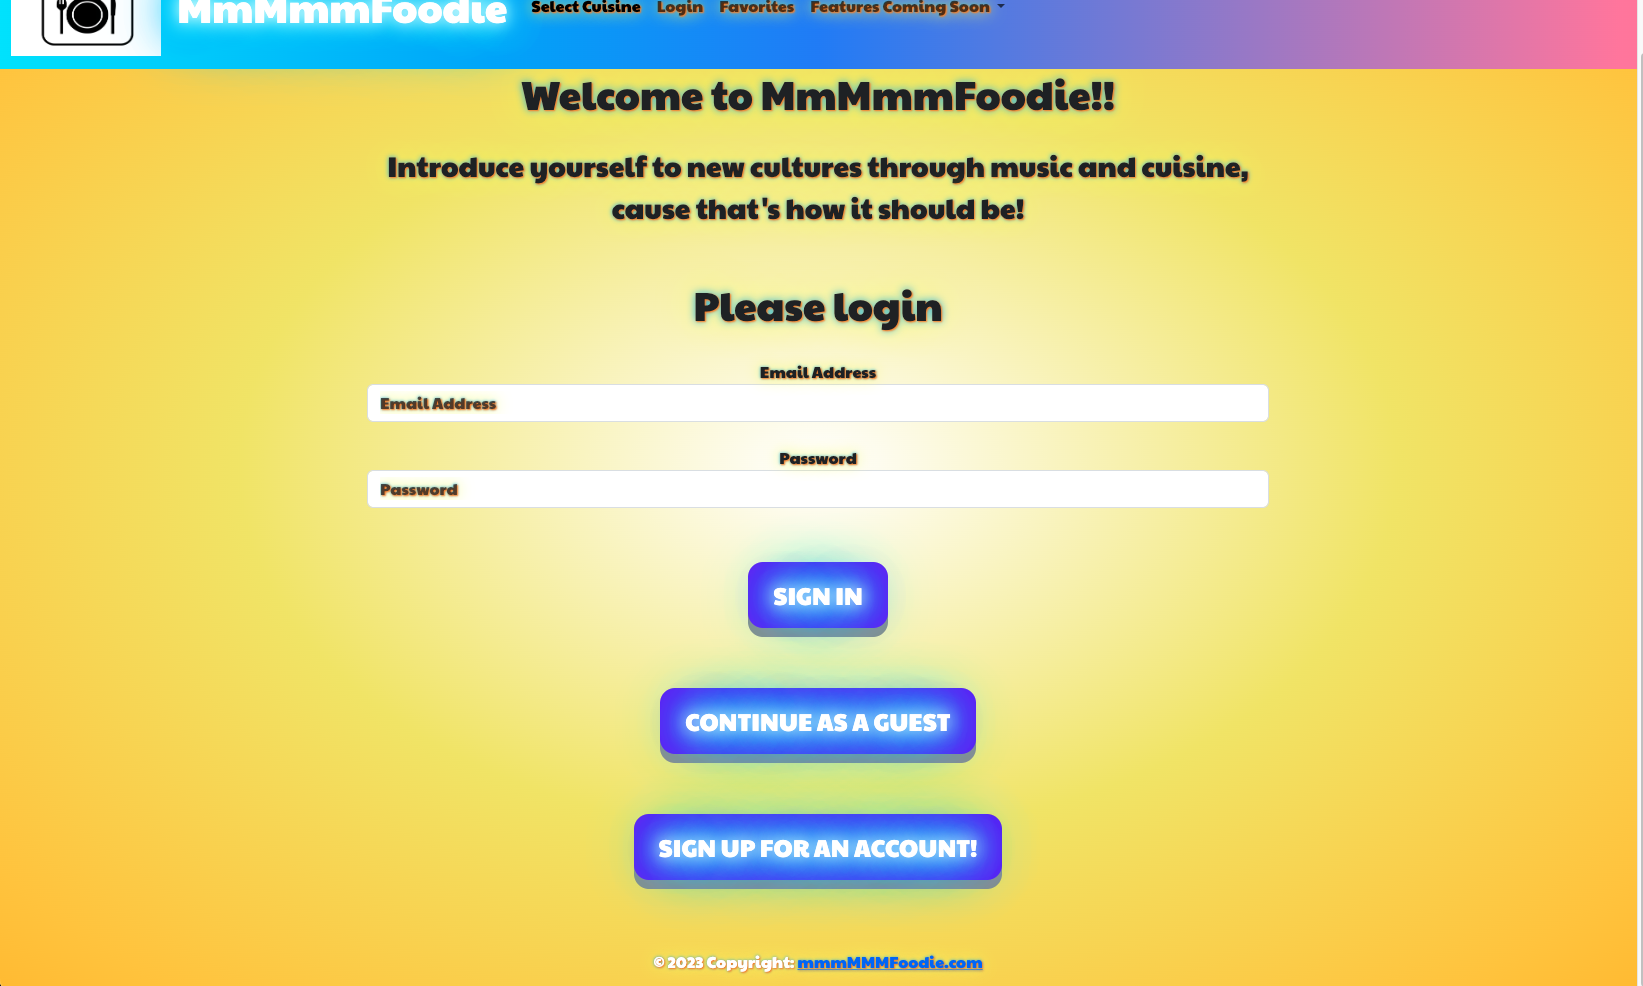 MmMmmFoodie Select Cuisine Login Favorites Features Coming Soon
Welcome to MmMmmFoodie!!
Introduce yourself to new cultures through music and cuisine,
cause that's how it should be!
Please login
Email Address
Email Address
Password
Password
SIGN IN
CONTINUE AS A GUEST
SIGN UP FOR AN ACCOUNT!
© 2023 Copyright: mmmMMMFoodie.com